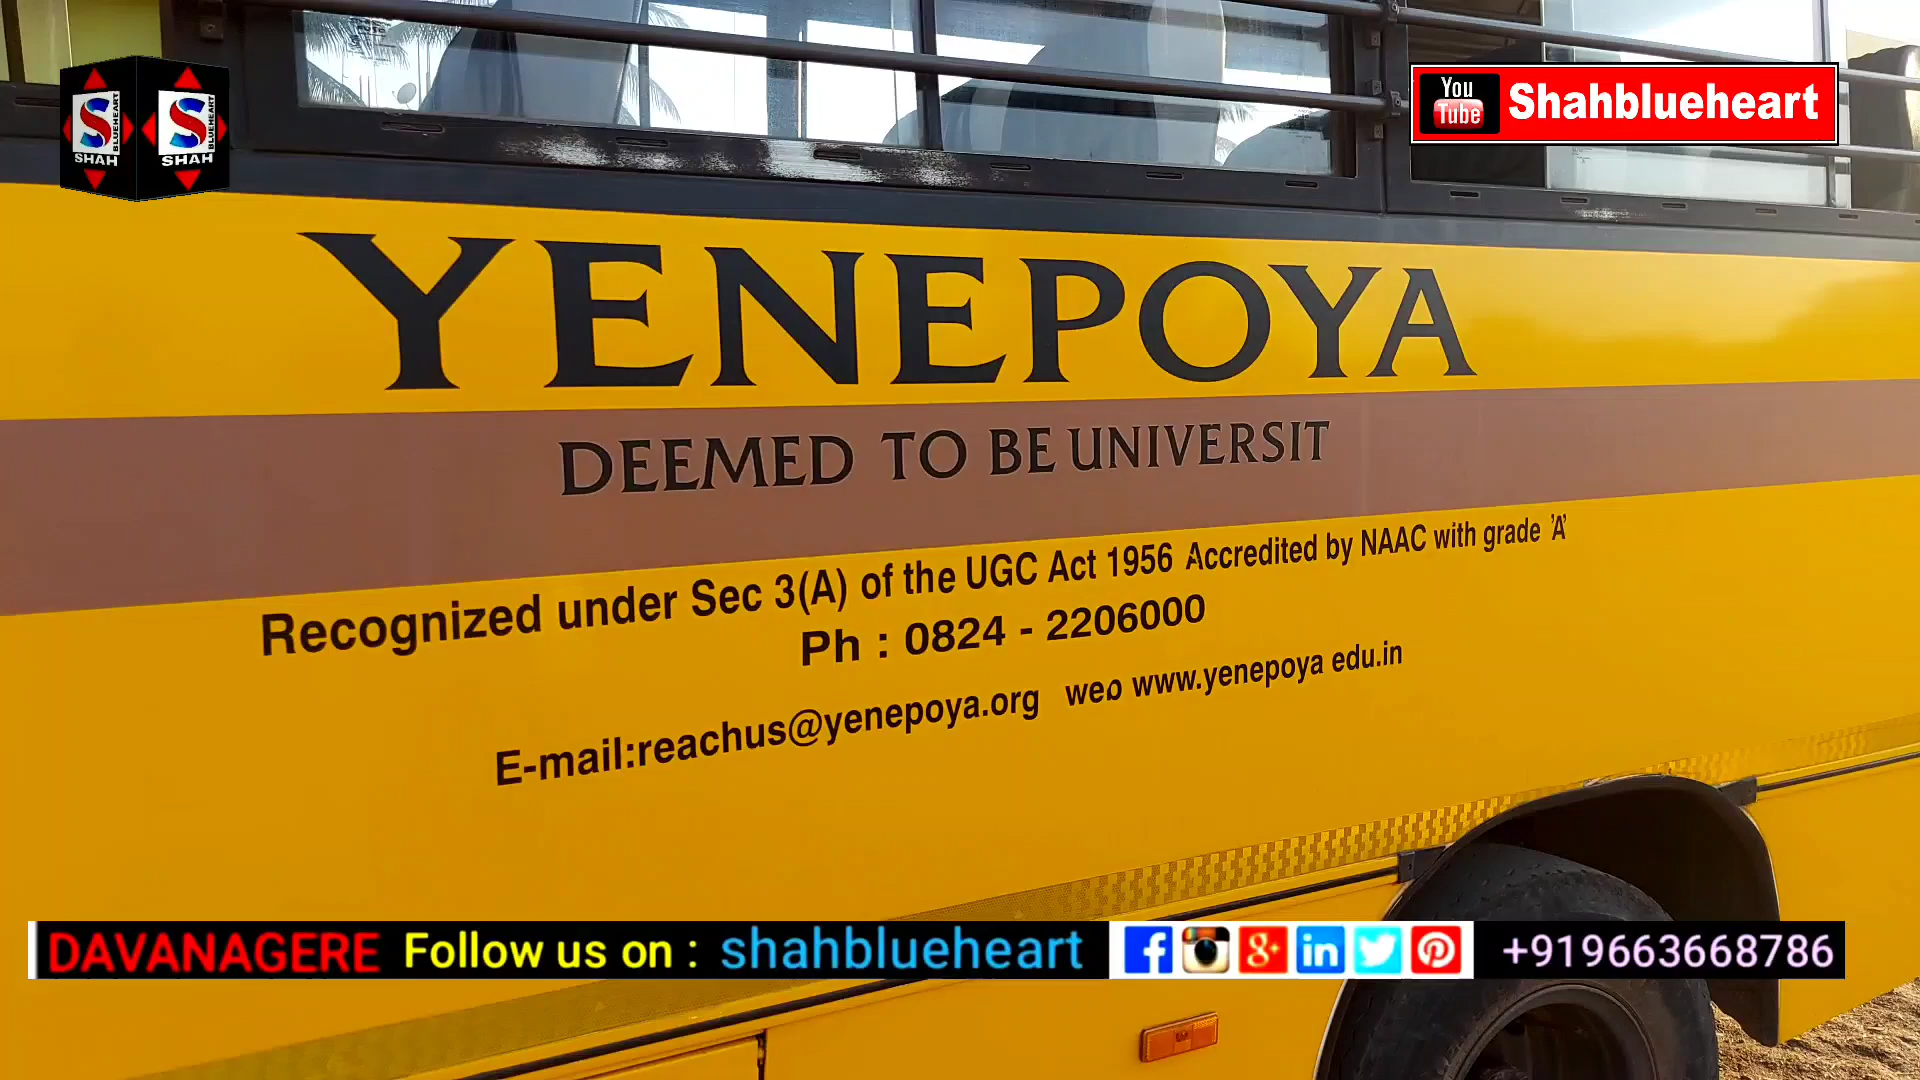 SHAH
BLUEHEART
SHAH
BLUEHEART
You
Tube
Shahblueheart
YENEPOYA
DEEMED TO BE UNIVERSIT
Recognized under Sec 3(A) of the UGC Act 1956 Accredited by NAAC with grade 'A'
Ph : 0824 - 2206000
E-mail:reachus@yenepoya.org web www.yenepoya edu.in
DAVANAGERE Follow us on : shahblueheart +919663668786